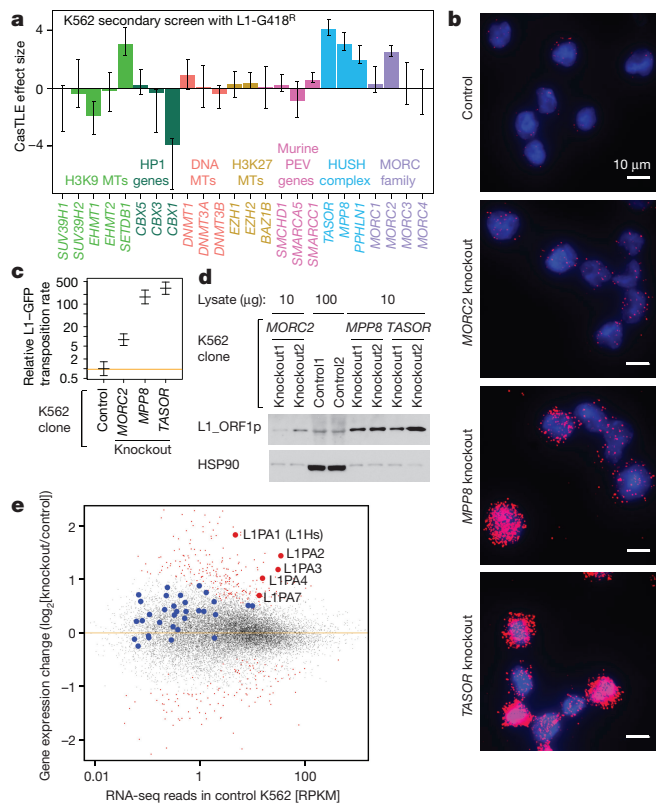 a
K562 secondary screen with L1-G418R
CasTLE effect size
4
0
−4
H3K9 MTs
HP1 genes
DNA MTs
H3K27 MTs
Murine PEV genes
HUSH complex
MORC family
SUV39H1
SUV39H2
EHMT1
EHMT2
SETDB1
CBX5
CBX3
CBX1
DNMT1
DNMT3A
DNMT3B
EZH1
EZH2
BAZ1B
SMCHD1
SMARCA5
SMARCC1
TASOR
MPP8
PPHLN1
MORC1
MORC2
MORC3
MORC4
b
Control
10 μm
MORC2 knockout
MPP8 knockout
TASOR knockout
c
Relative L1–GFP
transposition rate
500
100
20
10
5
2
0.5
K562
clone
Control
MORC2
MPP8
TASOR
Knockout
d
Lysate (μg): 10 100 10
K562
clone
MORC2
MPP8 TASOR
Knockout1
Knockout2
Control1
Control2
Knockout1
Knockout2
Knockout1
Knockout2
L1_ORF1p
HSP90
e
Gene expression change (log2[knockout/control])
2
1
0
−1
−2
L1PA1 (L1Hs)
L1PA2
L1PA3
L1PA4
L1PA7
0.01
1
100
RNA-seq reads in control K562 [RPKM]